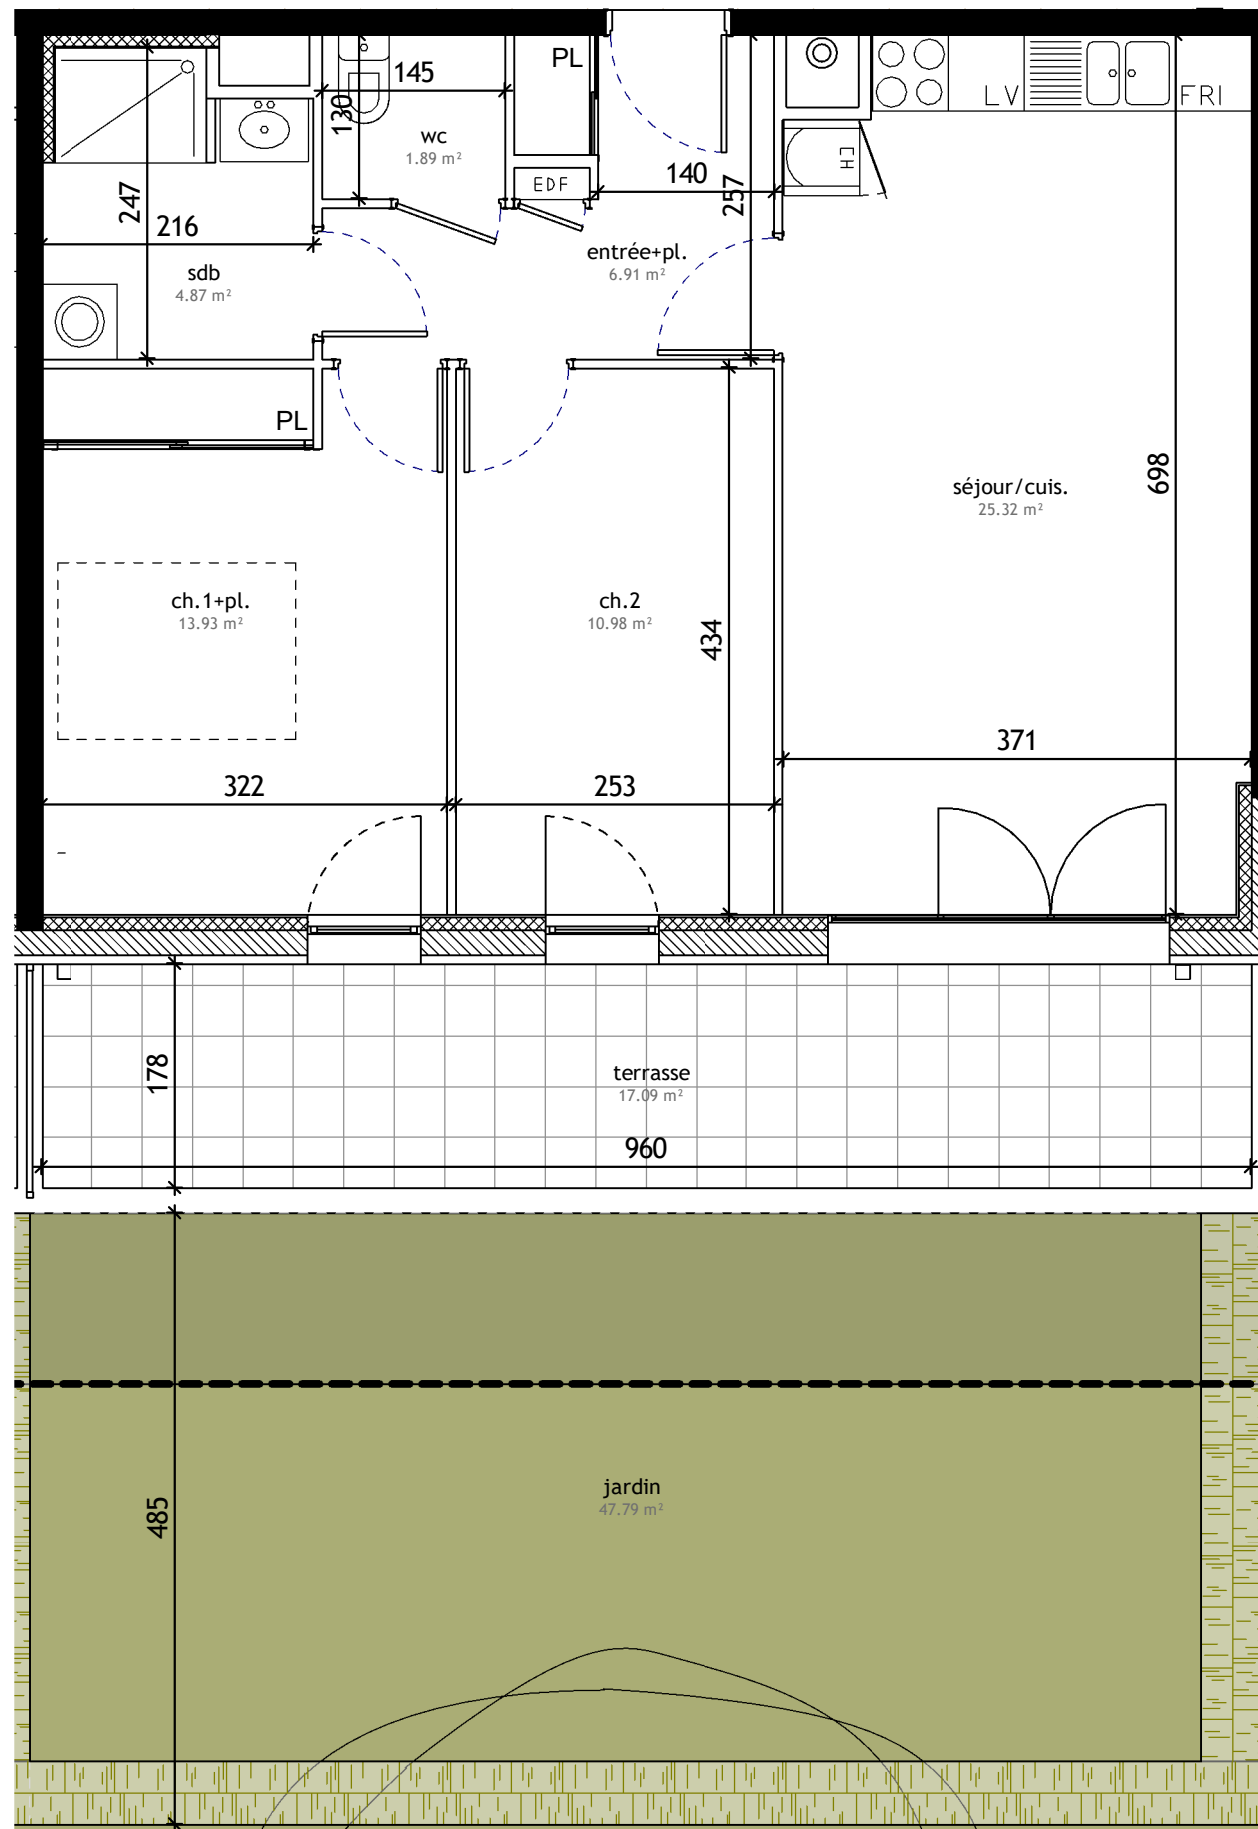 PL
145
130
wc
1.89 m²
LV
FRI
EDF
140
CH
257
247
216
sdb
4.87 m²
entrée+pl.
6.91 m²
PL
698
séjour/cuis.
25.32 m²
ch.1+pl.
13.93 m²
ch.2
10.98 m²
434
371
322
253
178
terrasse
17.09 m²
960
jardin
47.79 m²
485